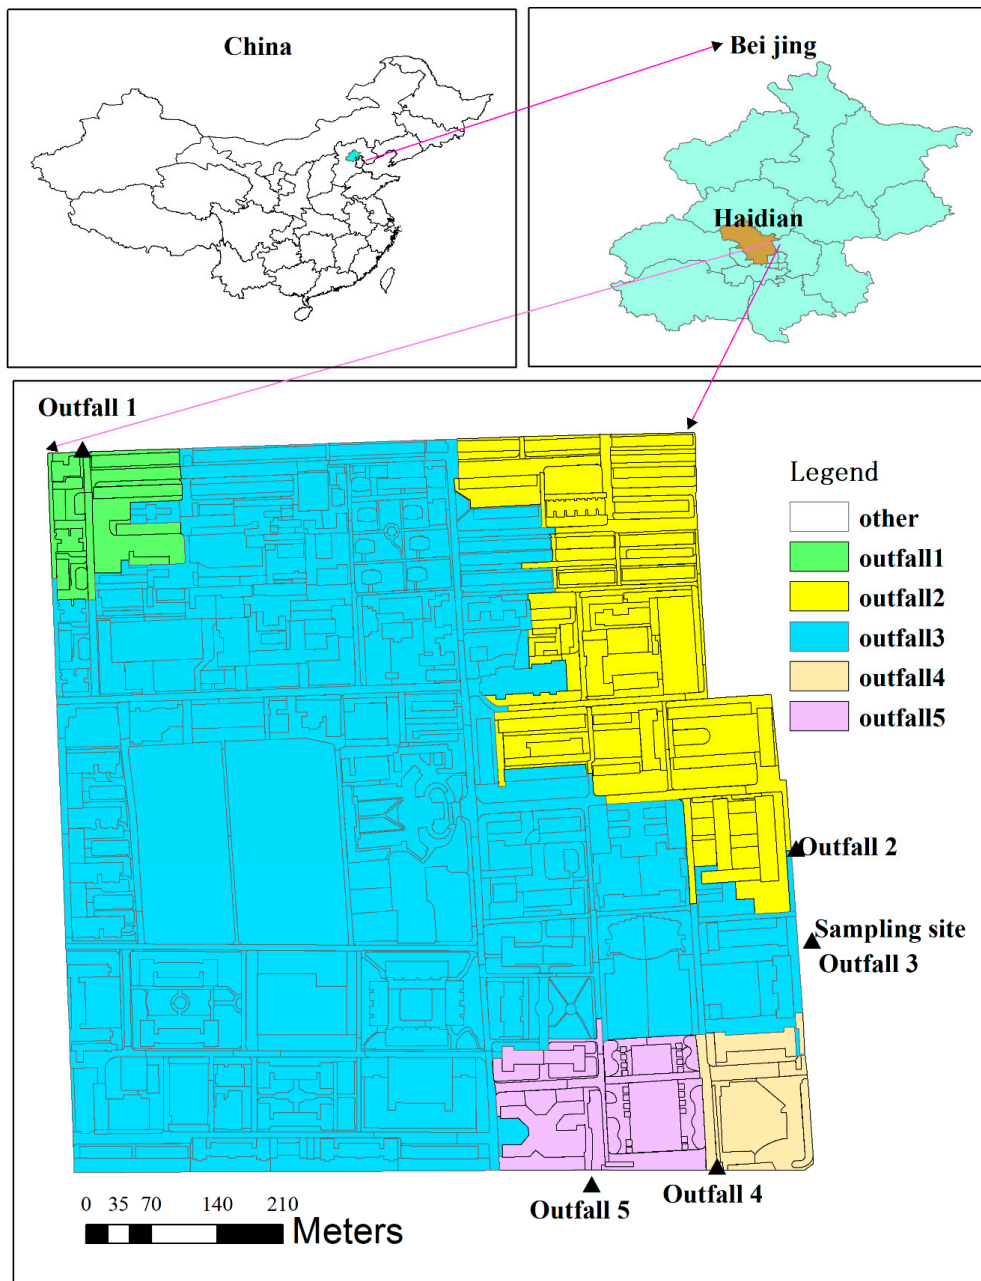 China
Bei jing
Haidian
Outfall 1
Legend
other
outfall1
outfall2
outfall3
outfall4
outfall5
Outfall 2
Sampling site
Outfall 3
Outfall 4
Outfall 5
0 35 70 140 210
Meters